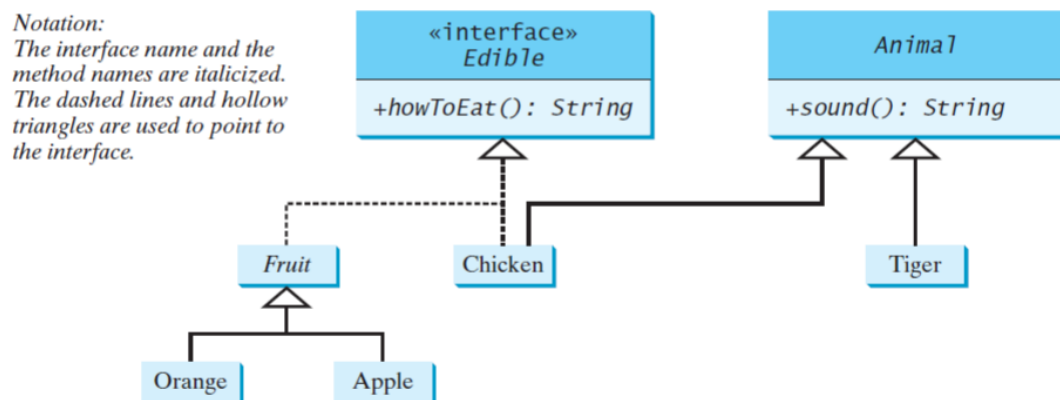 Notation:
The interface name and the
method names are italicized.
The dashed lines and hollow
triangles are used to point to
the interface.
«interface»
Edible
+howToEat(): String
Animal
+sound(): String
Fruit
Chicken
Tiger
Orange
Apple